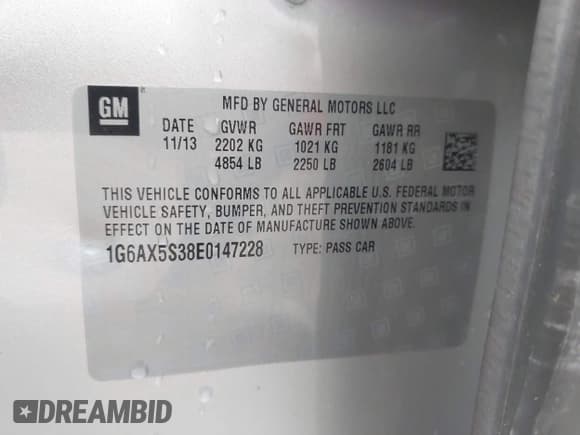 GM
MFD BY GENERAL MOTORS LLC
DATE GVWR GAWR FRT GAWR RR
11/13 2202 KG 1021 KG 1181 KG
4854 LB 2250 LB 2604 LB
THIS VEHICLE CONFORMS TO ALL APPLICABLE U.S. FEDERAL MOTOR
VEHICLE SAFETY, BUMPER, AND THEFT PREVENTION STANDARDS
IN EFFECT ON THE DATE OF MANUFACTURE SHOWN ABOVE.
1G6AX5S38E0147228 TYPE: PASS CAR
DREAMBID